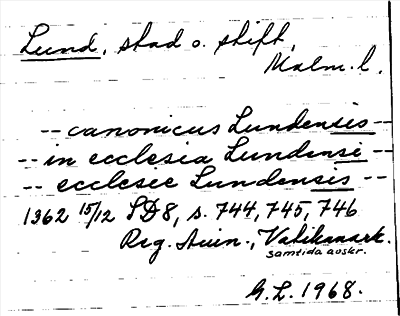 Lund, stad o. stift,
Malm. l.
-- canonicus Lundensis --
-- in ecclesia Lundensi --
-- ecclesie Lundensis --
1362 15/12 SD8, s. 744, 745, 746
Reg. Avin., Vatikanark.
samtida avskr.
G.L. 1968.